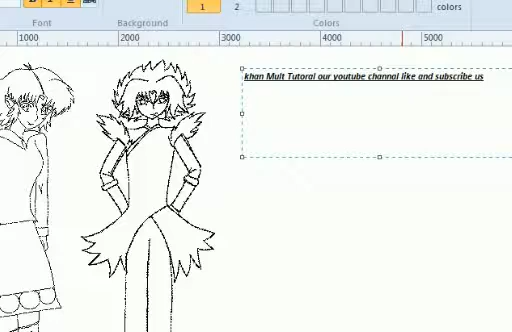 Font
Background
1
2
Colors
colors
1000
2000
3000
4000
5000
khan Mult Tutoral our youtube channal like and subscribe us